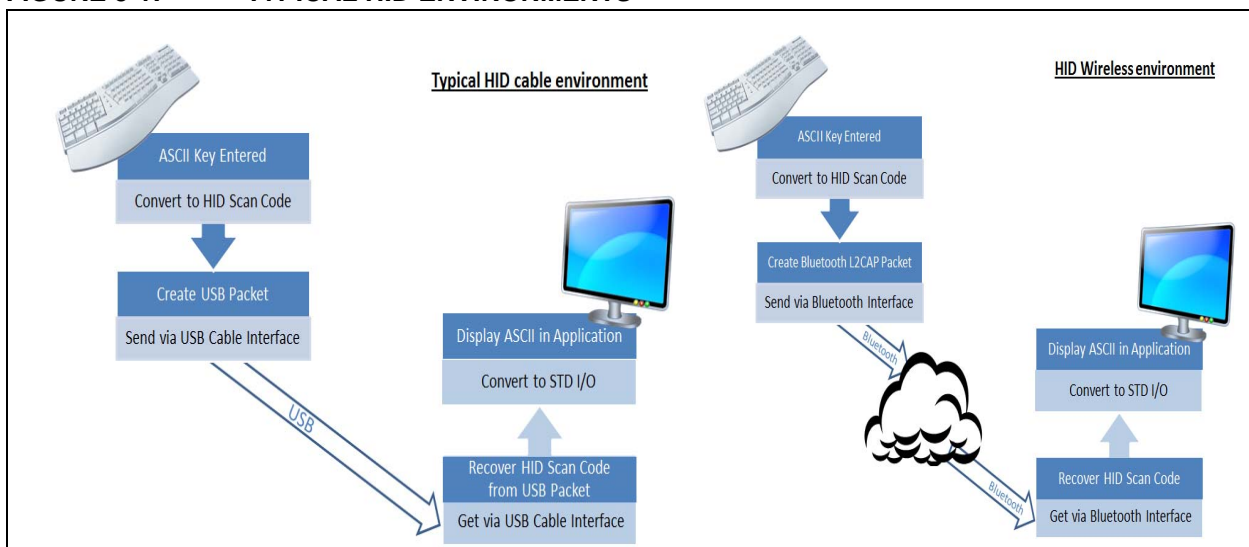 FIGURE TYPICAL HID ENVIRONMENTS
Typical HID cable environment
ASCII Key Entered
Convert to HID Scan Code
Create USB Packet
Send via USB Cable Interface
USB
Display ASCII in Application
Convert to STD I/O
Recover HID Scan Code
from USB Packet
Get via USB Cable Interface
HID Wireless environment
ASCII Key Entered
Convert to HID Scan Code
Create Bluetooth L2CAP Packet
Send via Bluetooth Interface
Bluetooth
Bluetooth
Display ASCII in Application
Convert to STD I/O
Recover HID Scan Code
Get via Bluetooth Interface